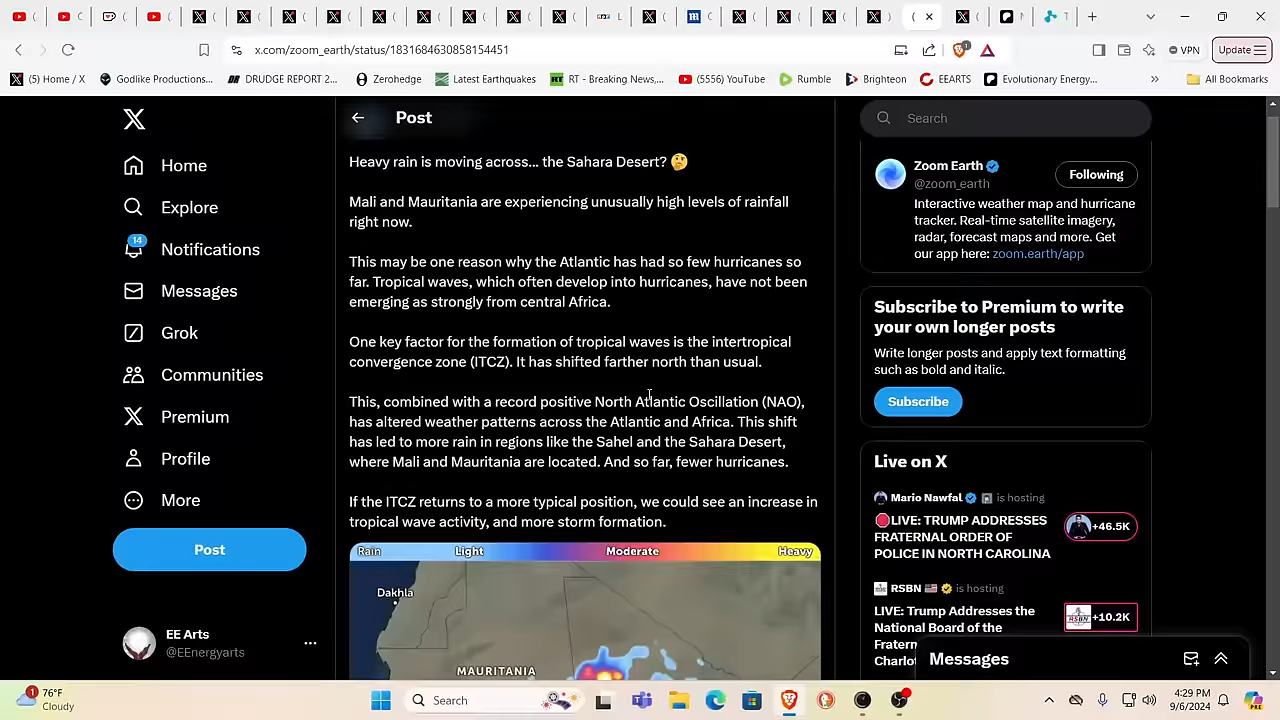 x.com/zoom_earth/status/1831684630858154451
VPN
Update
(5) Home / X
Godlike Productions...
DRUDGE REPORT 2...
Zerohedge
Latest Earthquakes
RT - Breaking News,...
(5556) YouTube
Rumble
Brighteon
EEARTS
Evolutionary Energy...
All Bookmarks
Home
Explore
14
Notifications
Messages
Grok
Communities
Premium
Profile
More
Post
EE Arts
@EEnergyarts
Post
Heavy rain is moving across... the Sahara Desert? 🤔
Mali and Mauritania are experiencing unusually high levels of rainfall
right now.
This may be one reason why the Atlantic has had so few hurricanes so
far. Tropical waves, which often develop into hurricanes, have not been
emerging as strongly from central Africa.
One key factor for the formation of tropical waves is the intertropical
convergence zone (ITCZ). It has shifted farther north than usual.
This, combined with a record positive North Atlantic Oscillation (NAO),
has altered weather patterns across the Atlantic and Africa. This shift
has led to more rain in regions like the Sahel and the Sahara Desert,
where Mali and Mauritania are located. And so far, fewer hurricanes.
If the ITCZ returns to a more typical position, we could see an increase in
tropical wave activity, and more storm formation.
Rain Light Moderate Heavy
Dakhla
MAURITANIA
Search
Zoom Earth
@zoom_earth
Following
Interactive weather map and hurricane
tracker. Real-time satellite imagery,
radar, forecast maps and more. Get
our app here: zoom.earth/app
Subscribe to Premium to write
your own longer posts
Write longer posts and apply text formatting
such as bold and italic.
Subscribe
Live on X
Mario Nawfal is hosting
🔴LIVE: TRUMP ADDRESSES
FRATERNAL ORDER OF
POLICE IN NORTH CAROLINA
+46.5K
RSBN 🇺🇸 is hosting
LIVE: Trump Addresses the
National Board of the
Fratern
Charlot
+10.2K
Messages
1
76°F
Cloudy
Search
4:29 PM
9/6/2024